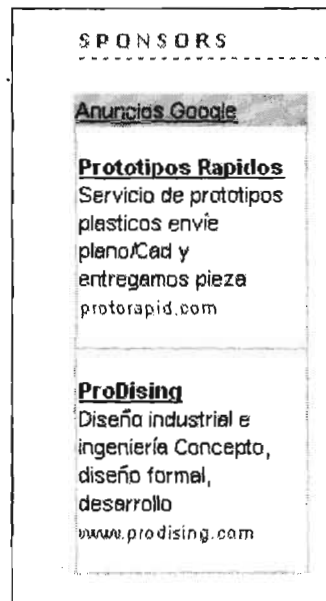 SPONSORS
Anuncios Google
Prototipos Rapidos
Servicio de prototipos
plasticos envie
plano/Cad y
entregamos pieza
protorapid.com
ProDising
Diseño industrial e
ingeniería Concepto,
diseño formal,
desarrollo
www.prodising.com